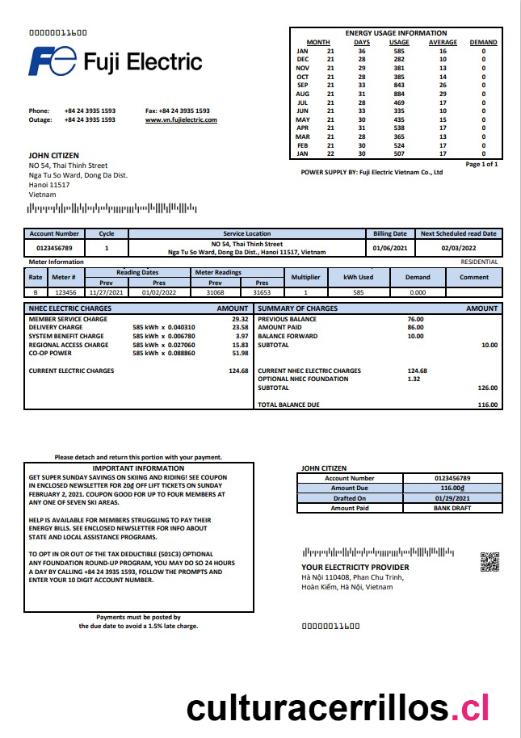 00000011600
Fe Fuji Electric
Phone: +84 24 3935 1593 Fax: +84 24 3935 1593
Outage: +84 24 3935 1593 www.vn.fujielectric.com
ENERGY USAGE INFORMATION
MONTH DAYS USAGE AVERAGE DEMAND
JAN 21 36 585 16 0
DEC 21 28 282 10 0
NOV 21 29 381 13 0
OCT 21 28 385 14 0
SEP 21 33 843 26 0
AUG 21 31 884 29 0
JUL 21 28 469 17 0
JUN 21 33 335 10 0
MAY 21 30 435 15 0
APR 21 31 538 17 0
MAR 21 28 365 13 0
FEB 21 30 524 17 0
JAN 22 30 507 17 0
Page 1 of 1
POWER SUPPLY BY: Fuji Electric Vietnam Co., Ltd
JOHN CITIZEN
NO 54, Thai Thinh Street
Nga Tu So Ward, Dong Da Dist.
Hanoi 11517
Vietnam
Account Number Cycle Service Location Billing Date Next Scheduled read Date
0123456789 1 NO 54, Thai Thinh Street 01/06/2021 02/03/2022
Nga Tu So Ward, Dong Da Dist., Hanoi 11517, Vietnam
Meter Information RESIDENTIAL
Rate Meter # Reading Dates Meter Readings Multiplier kWh Used Demand Comment
Prev Pres Prev Pres
B 123456 11/27/2021 01/02/2022 31068 31653 1 585 0.000
NHEC ELECTRIC CHARGES AMOUNT
MEMBER SERVICE CHARGE 29.32
DELIVERY CHARGE 585 kWh x 0.040310 23.58
SYSTEM BENEFIT CHARGE 585 kWh x 0.006780 3.97
REGIONAL ACCESS CHARGE 585 kWh x 0.027060 15.83
CO-OP POWER 585 kWh x 0.088860 51.98
CURRENT ELECTRIC CHARGES 124.68
SUMMARY OF CHARGES AMOUNT
PREVIOUS BALANCE 76.00
AMOUNT PAID 86.00
BALANCE FORWARD 10.00
SUBTOTAL 10.00
CURRENT NHEC ELECTRIC CHARGES 124.68
OPTIONAL NHEC FOUNDATION 1.32
SUBTOTAL 126.00
TOTAL BALANCE DUE 116.00
Please detach and return this portion with your payment.
IMPORTANT INFORMATION
GET SUPER SUNDAY SAVINGS ON SKIING AND RIDING! SEE COUPON
IN ENCLOSED NEWSLETTER FOR 20₫ OFF LIFT TICKETS ON SUNDAY
FEBRUARY 2, 2021. COUPON GOOD FOR UP TO FOUR MEMBERS AT
ANY ONE OF SEVEN SKI AREAS.
HELP IS AVAILABLE FOR MEMBERS STRUGGLING TO PAY THEIR
ENERGY BILLS. SEE ENCLOSED NEWSLETTER FOR INFO ABOUT
STATE AND LOCAL ASSISTANCE PROGRAMS.
TO OPT IN OR OUT OF THE TAX DEDUCTIBLE (501C3) OPTIONAL
ANY FOUNDATION ROUND-UP PROGRAM, YOU MAY DO SO 24 HOURS
A DAY BY CALLING +84 24 3935 1593, FOLLOW THE PROMPTS AND
ENTER YOUR 10 DIGIT ACCOUNT NUMBER.
Payments must be posted by
the due date to avoid a 1.5% late charge.
JOHN CITIZEN
Account Number 0123456789
Amount Due 116.00₫
Drafted On 01/29/2021
Amount Paid BANK DRAFT
YOUR ELECTRICITY PROVIDER
Hà Nội 110408, Phan Chu Trinh,
Hoàn Kiếm, Hà Nội, Vietnam
00000011600
culturacerrillos.cl